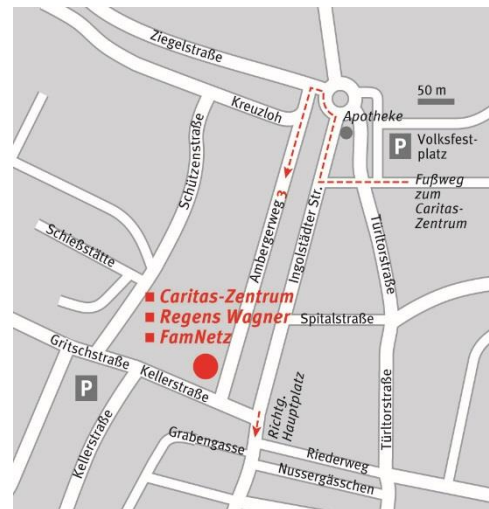 Ziegelstraße
50 m
Kreuzloh
Apotheke
P
Volksfest-
platz
Fußweg
zum
Caritas-
Zentrum
Schützenstraße
Ambergerweg 3
Ingolstädter Str.
Türltorstraße
Schießstätte
Caritas-Zentrum
Regens Wagner
FamNetz
Spitalstraße
Gritschstraße
P
Kellerstraße
Kellerstraße
Richtg.
Hauptplatz
Türltorstraße
Grabengasse
Riederweg
Nussergässchen